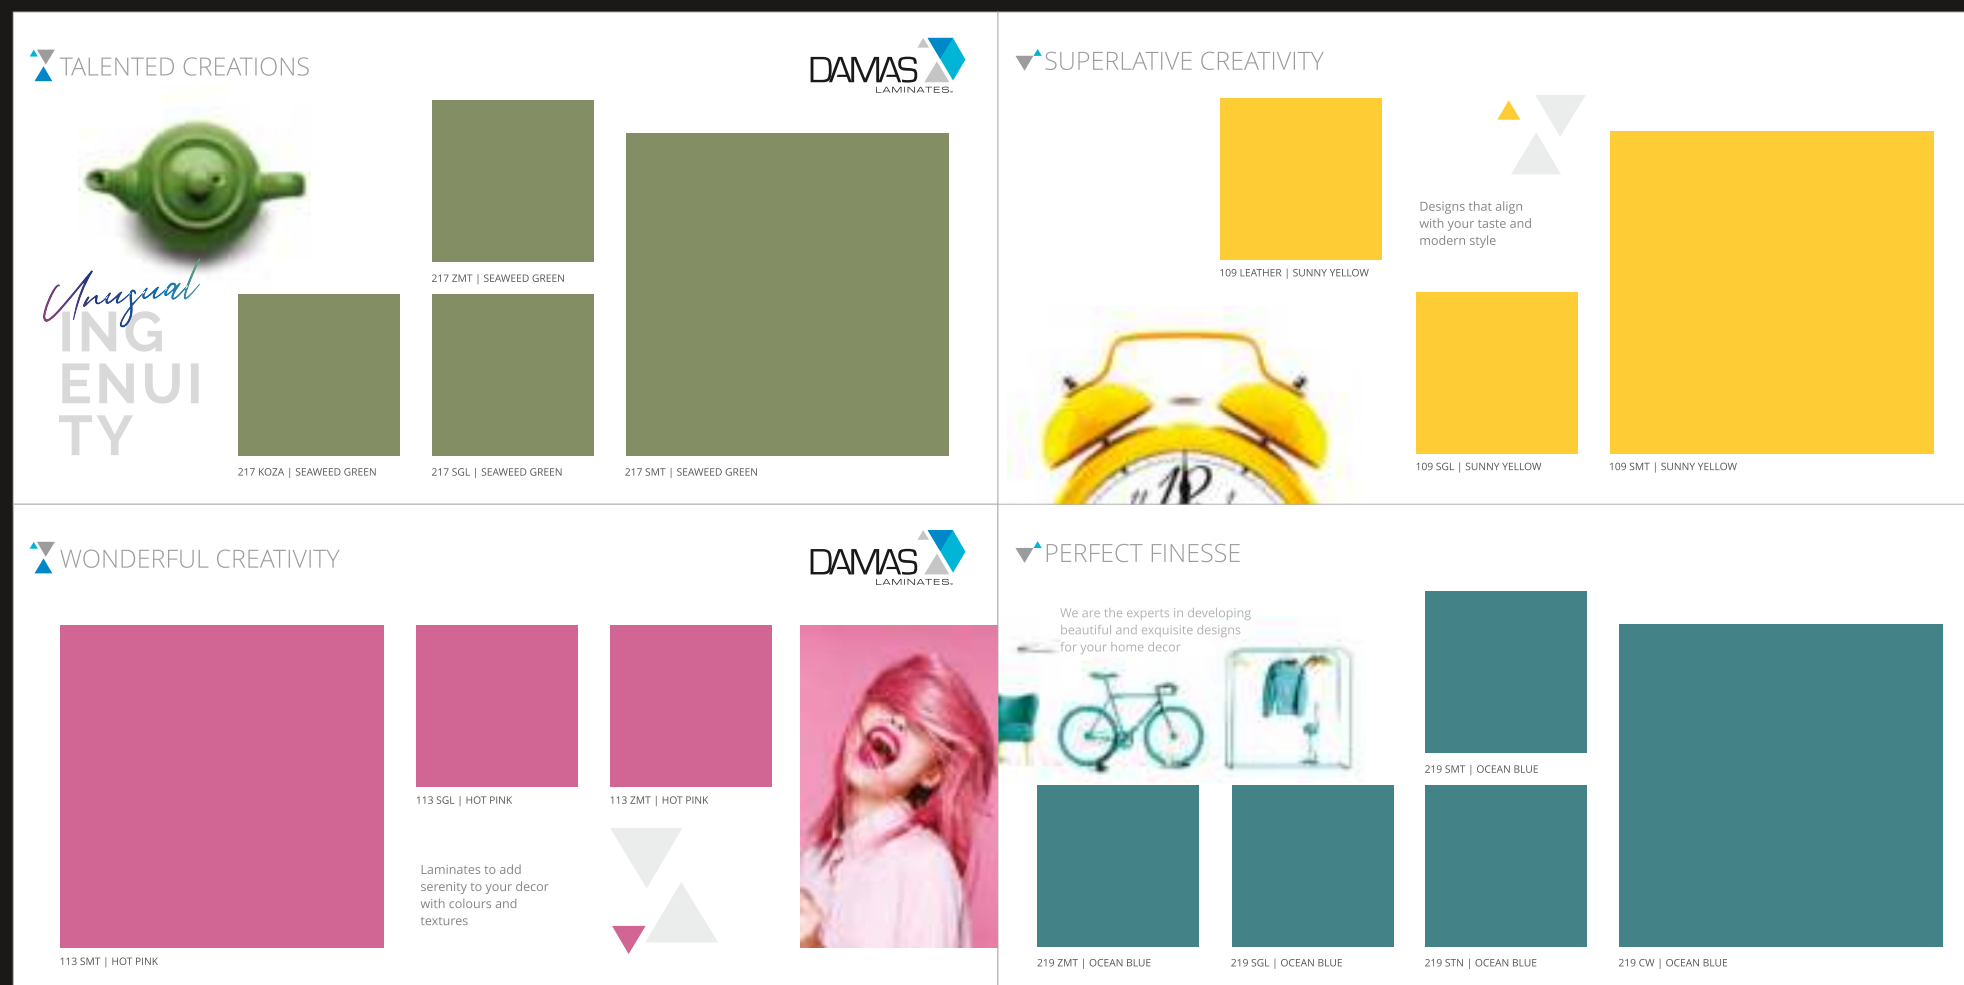 TALENTED CREATIONS
DAMAS
LAMINATES
217 ZMT | SEAWEED GREEN
Unusual
ING
ENUI
TY
217 KOZA | SEAWEED GREEN
217 SGL | SEAWEED GREEN
217 SMT | SEAWEED GREEN
SUPERLATIVE CREATIVITY
Designs that align
with your taste and
modern style
109 LEATHER | SUNNY YELLOW
12
109 SGL | SUNNY YELLOW
109 SMT | SUNNY YELLOW
WONDERFUL CREATIVITY
DAMAS
LAMINATES
113 SGL | HOT PINK
113 ZMT | HOT PINK
Laminates to add
serenity to your decor
with colours and
textures
113 SMT | HOT PINK
PERFECT FINESSE
We are the experts in developing
beautiful and exquisite designs
for your home decor
219 SMT | OCEAN BLUE
219 ZMT | OCEAN BLUE
219 SGL | OCEAN BLUE
219 STN | OCEAN BLUE
219 CW | OCEAN BLUE